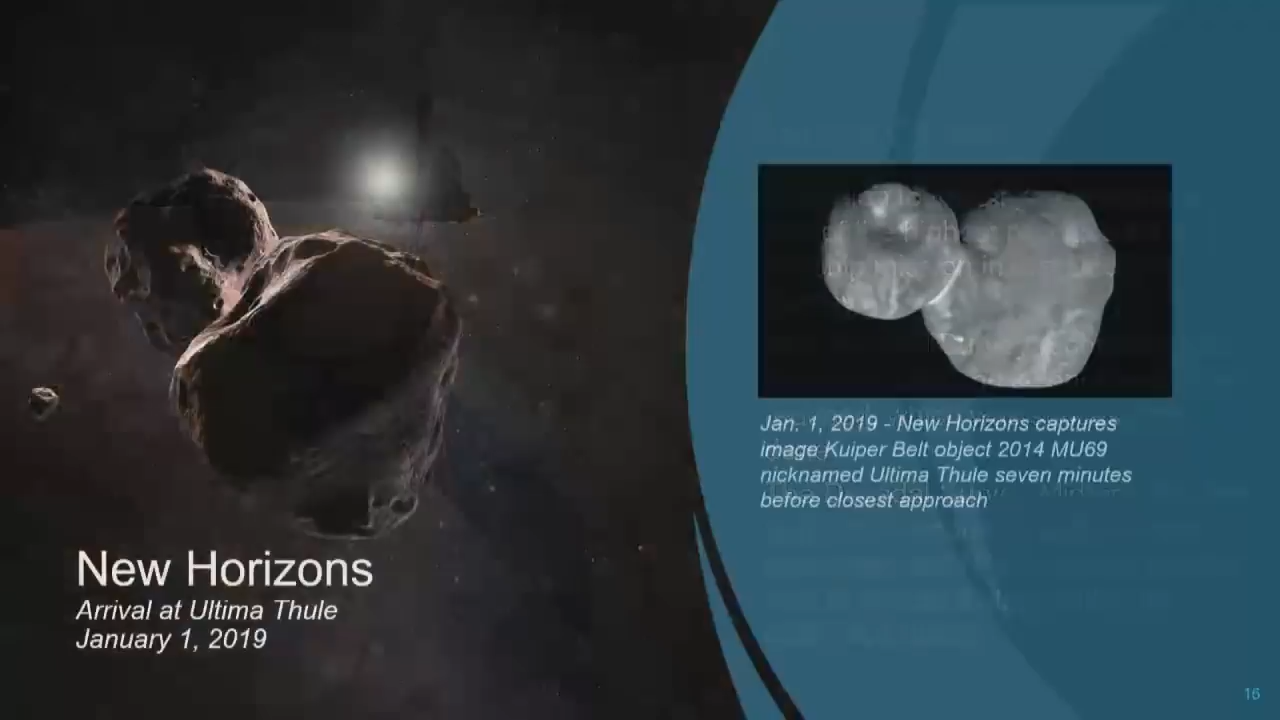 New Horizons
Arrival at Ultima Thule
January 1, 2019
Jan. 1, 2019 - New Horizons captures
image Kuiper Belt object 2014 MU69
nicknamed Ultima Thule seven minutes
before closest approach
16